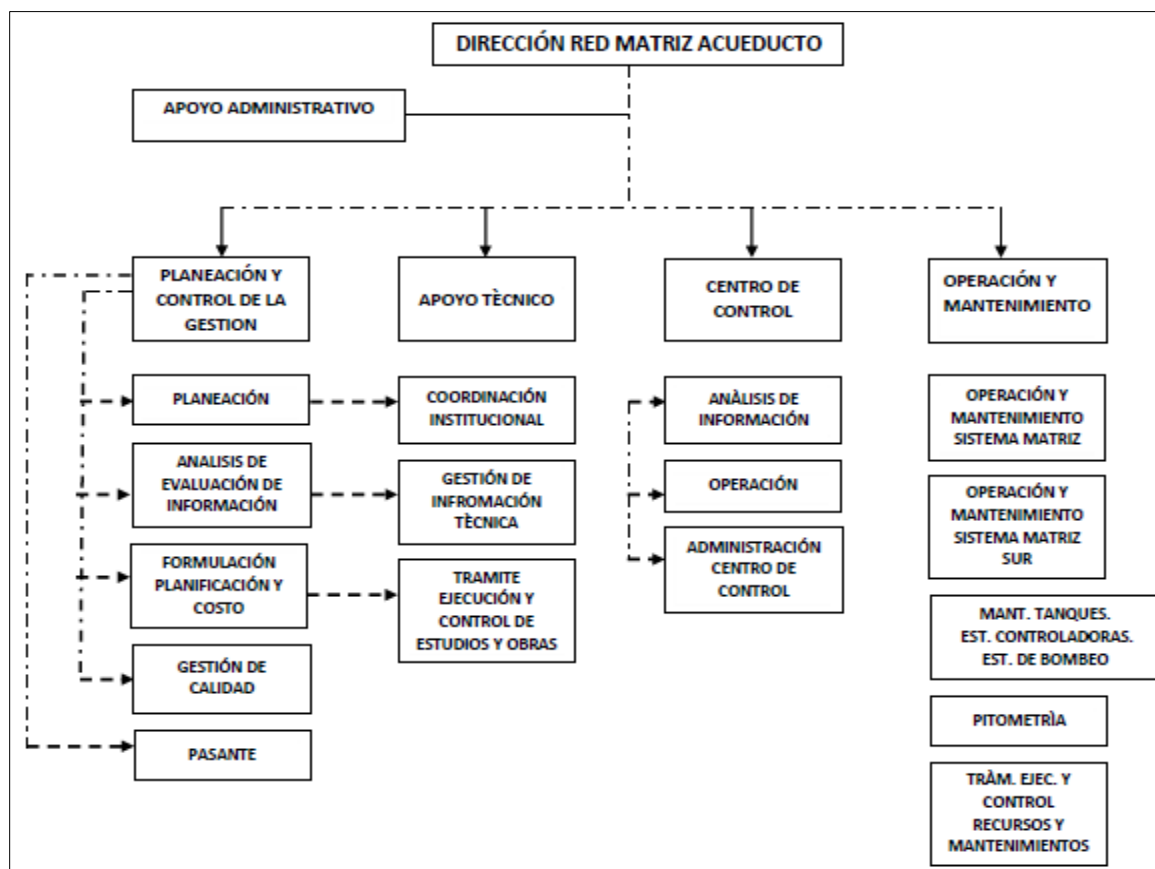 DIRECCIÓN RED MATRIZ ACUEDUCTO
APOYO ADMINISTRATIVO
PLANEACIÓN Y
CONTROL DE LA
GESTION
APOYO TÈCNICO
CENTRO DE
CONTROL
OPERACIÓN Y
MANTENIMIENTO
PLANEACIÓN
COORDINACIÓN
INSTITUCIONAL
ANÀLISIS DE
INFORMACIÓN
OPERACIÓN Y
MANTENIMIENTO
SISTEMA MATRIZ
ANALISIS DE
EVALUACIÓN DE
INFORMACIÓN
GESTIÓN DE
INFROMACIÓN
TÈCNICA
OPERACIÓN
OPERACIÓN Y
MANTENIMIENTO
SISTEMA MATRIZ
SUR
FORMULACIÓN
PLANIFICACIÓN Y
COSTO
TRAMITE
EJECUCIÓN Y
CONTROL DE
ESTUDIOS Y OBRAS
ADMINISTRACIÓN
CENTRO DE
CONTROL
MANT. TANQUES.
EST. CONTROLADORAS.
EST. DE BOMBEO
GESTIÓN DE
CALIDAD
PITOMETRÌA
PASANTE
TRÀM. EJEC. Y
CONTROL
RECURSOS Y
MANTENIMIENTOS